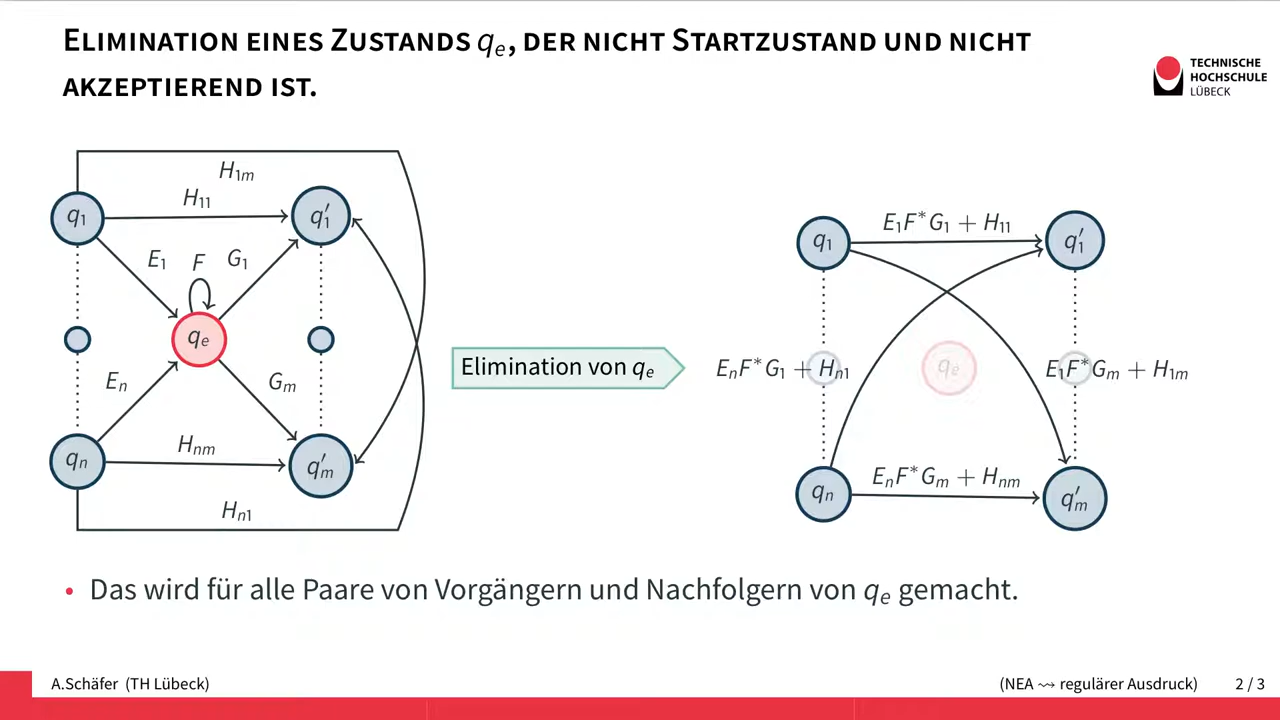 ELIMINATION EINES ZUSTANDS qₑ, DER NICHT STARTZUSTAND UND NICHT
AKZEPTIEREND IST.
TECHNISCHE
HOCHSCHULE
LÜBECK
H₁ₘ
H₁₁
q₁
q′₁
E₁
F
G₁
qₑ
Eₙ
Gₘ
Hₙₘ
qₙ
q′ₘ
Hₙ₁
Elimination von qₑ
E₁F*G₁ + H₁₁
q₁
q′₁
EₙF*G₁ + Hₙ₁
qₑ
E₁F*Gₘ + H₁ₘ
EₙF*Gₘ + Hₙₘ
qₙ
q′ₘ
• Das wird für alle Paare von Vorgängern und Nachfolgern von qₑ gemacht.
A.Schäfer (TH Lübeck)
(NEA ⇝ regulärer Ausdruck)
2 / 3